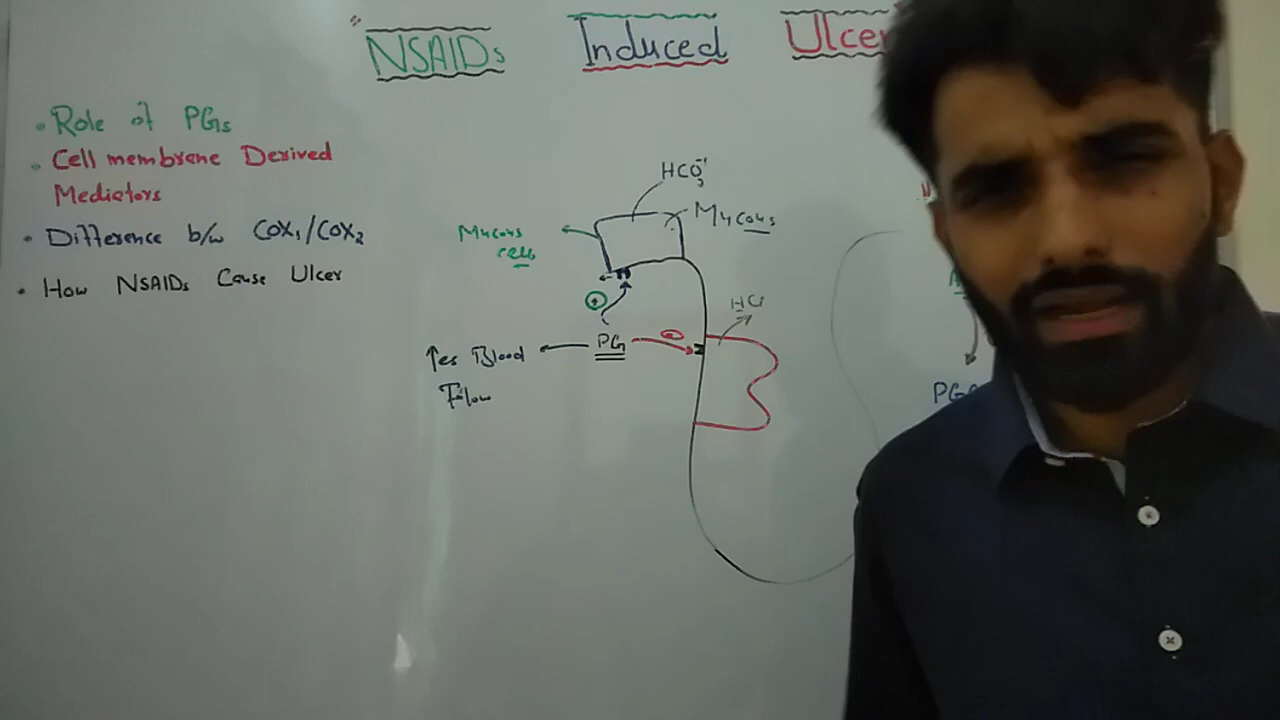 NSAIDs Induced Ulcer
• Role of PGs
• Cell membrane Derived
Mediators
• Difference b/w COX1/COX2
• How NSAIDs Cause Ulcer
HCO3-
Mucous
Mucous
cells
+
HCl
PG
-
↑es Blood
Flow